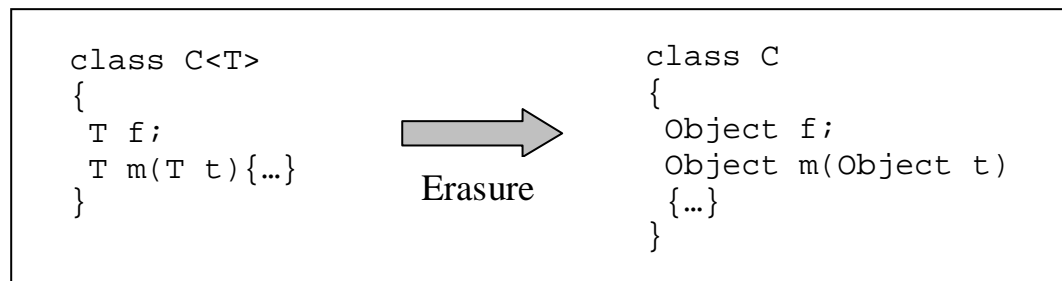 class C<T>
{
T f;
T m(T t){…}
}
Erasure
class C
{
Object f;
Object m(Object t)
{…}
}